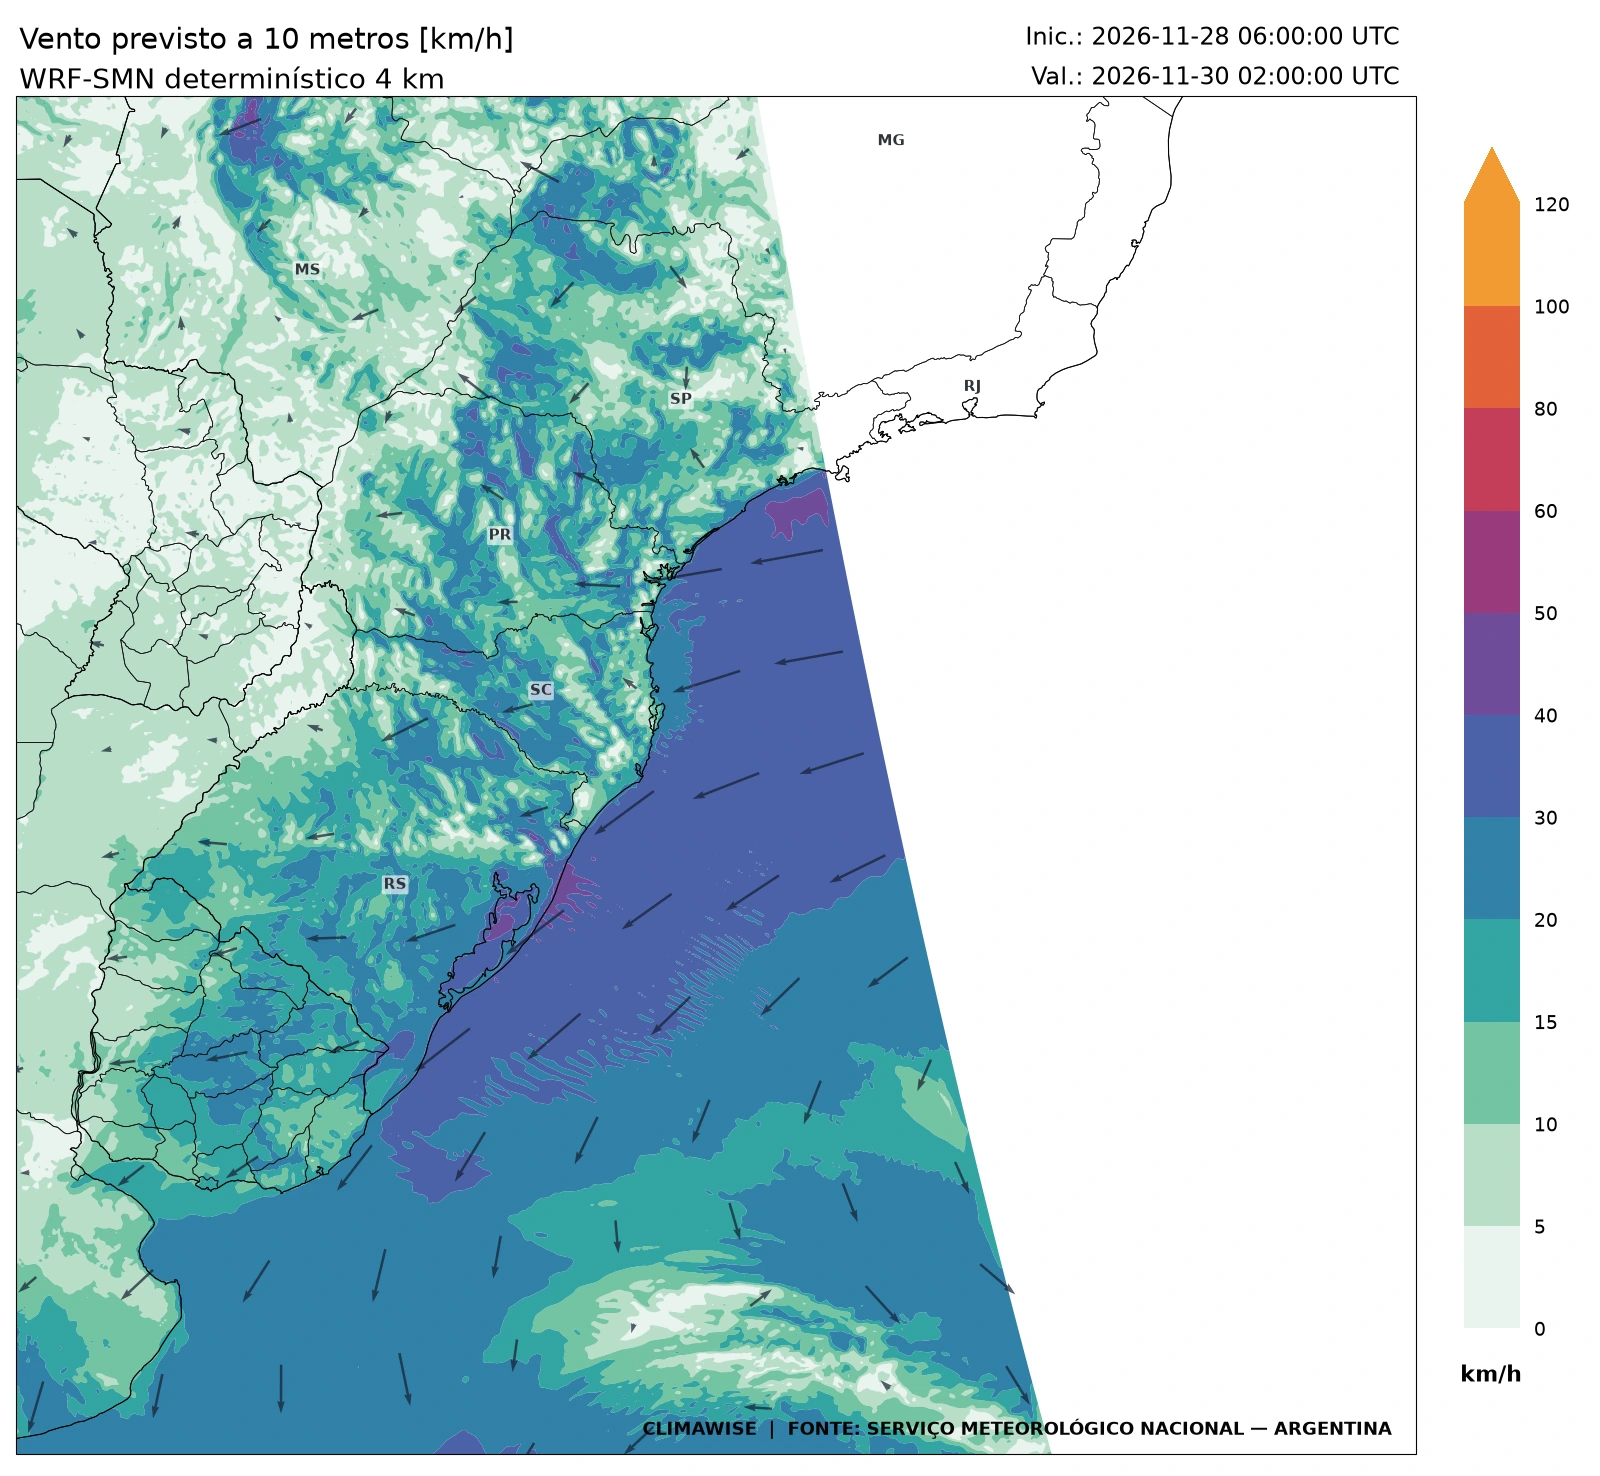 Vento previsto a 10 metros [km/h]
WRF-SMN determinístico 4 km
Inic.: 2026-11-28 06:00:00 UTC
Val.: 2026-11-30 02:00:00 UTC
MG
MS
RJ
SP
PR
SC
RS
120
100
80
60
50
40
30
20
15
10
5
0
km/h
CLIMAWISE | FONTE: SERVIÇO METEOROLÓGICO NACIONAL — ARGENTINA